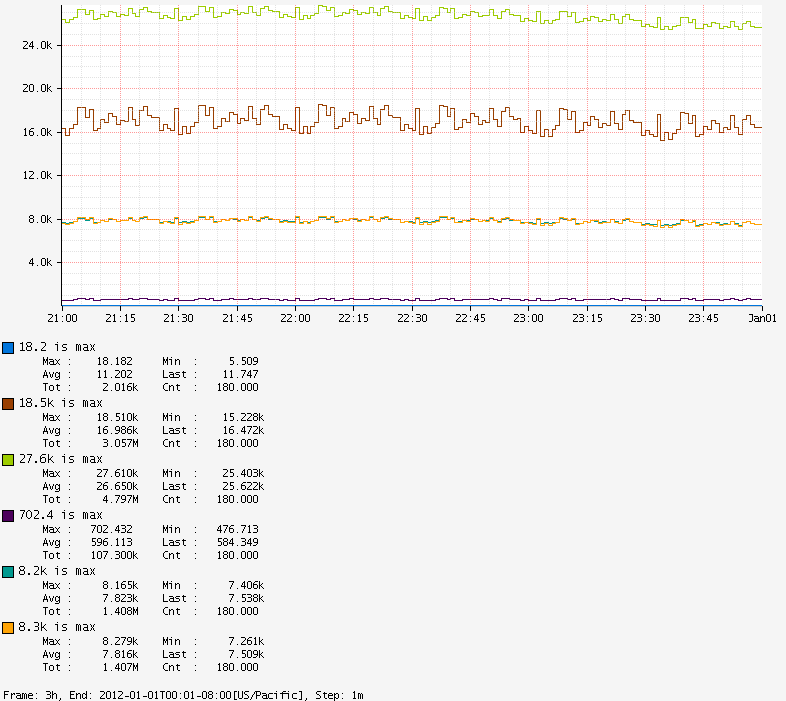 24.0k
20.0k
16.0k
12.0k
8.0k
4.0k
21:00 21:15 21:30 21:45 22:00 22:15 22:30 22:45 23:00 23:15 23:30 23:45 Jan01
18.2 is max
Max : 18.182 Min : 5.509
Avg : 11.202 Last : 11.747
Tot : 2.016k Cnt : 180.000
18.5k is max
Max : 18.510k Min : 15.228k
Avg : 16.986k Last : 16.472k
Tot : 3.057M Cnt : 180.000
27.6k is max
Max : 27.610k Min : 25.403k
Avg : 26.650k Last : 25.622k
Tot : 4.797M Cnt : 180.000
702.4 is max
Max : 702.432 Min : 476.713
Avg : 596.113 Last : 584.349
Tot : 107.300k Cnt : 180.000
8.2k is max
Max : 8.165k Min : 7.406k
Avg : 7.823k Last : 7.538k
Tot : 1.408M Cnt : 180.000
8.3k is max
Max : 8.279k Min : 7.261k
Avg : 7.816k Last : 7.509k
Tot : 1.407M Cnt : 180.000
Frame: 3h, End: 2012-01-01T00:01-08:00[US/Pacific], Step: 1m